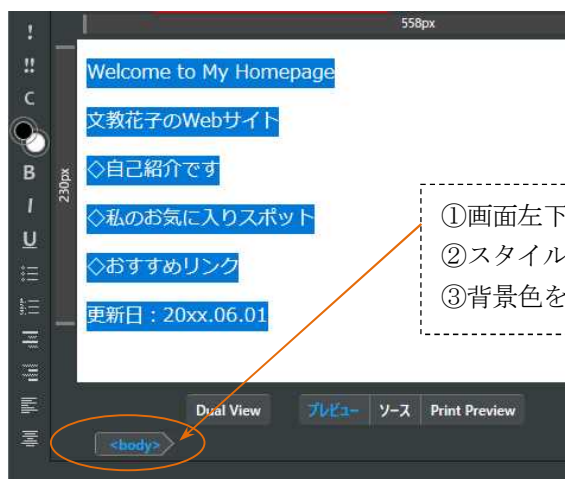 558px
!
!!
C
B
I
U
230px
Welcome to My Homepage
文教花子のWebサイト
◇自己紹介です
◇私のお気に入りスポット
◇おすすめリンク
更新日：20xx.06.01
①画面左下
②スタイル
③背景色を
Dual View
プレビュー
ソース
Print Preview
<body>